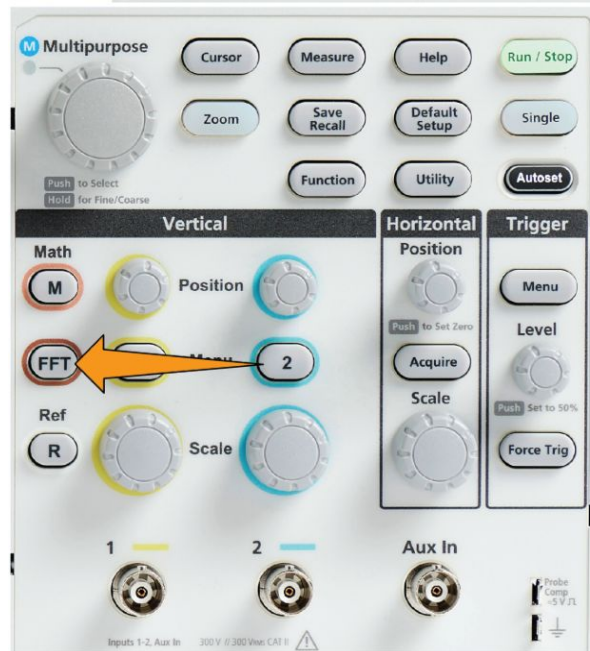 M Multipurpose
Cursor
Measure
Help
Run / Stop
Zoom
Save
Recall
Default
Setup
Single
Push to Select
Hold for Fine/Coarse
Function
Utility
Autoset
Vertical
Horizontal
Trigger
Math
M
Position
Position
Push to Set Zero
Menu
Level
FFT
2
Acquire
Scale
Push Set to 50%
Ref
R
Scale
Force Trig
1
2
Aux In
Inputs 1-2, Aux In
300 V
CAT II
Probe
Comp
≈5 V